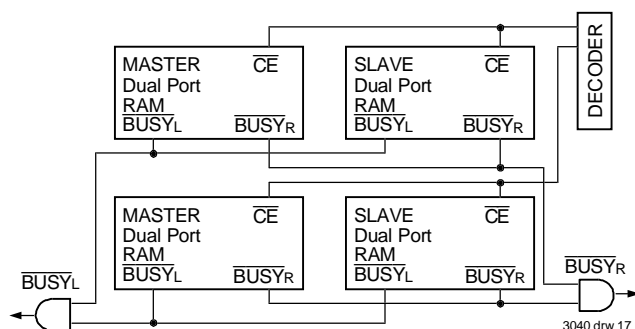 MASTER
Dual Port
RAM
CE
BUSYL
BUSYR
SLAVE
Dual Port
RAM
CE
BUSYL
BUSYR
DECODER
MASTER
Dual Port
RAM
CE
BUSYL
BUSYR
SLAVE
Dual Port
RAM
CE
BUSYL
BUSYR
BUSYL
BUSYR
3040 drw 17